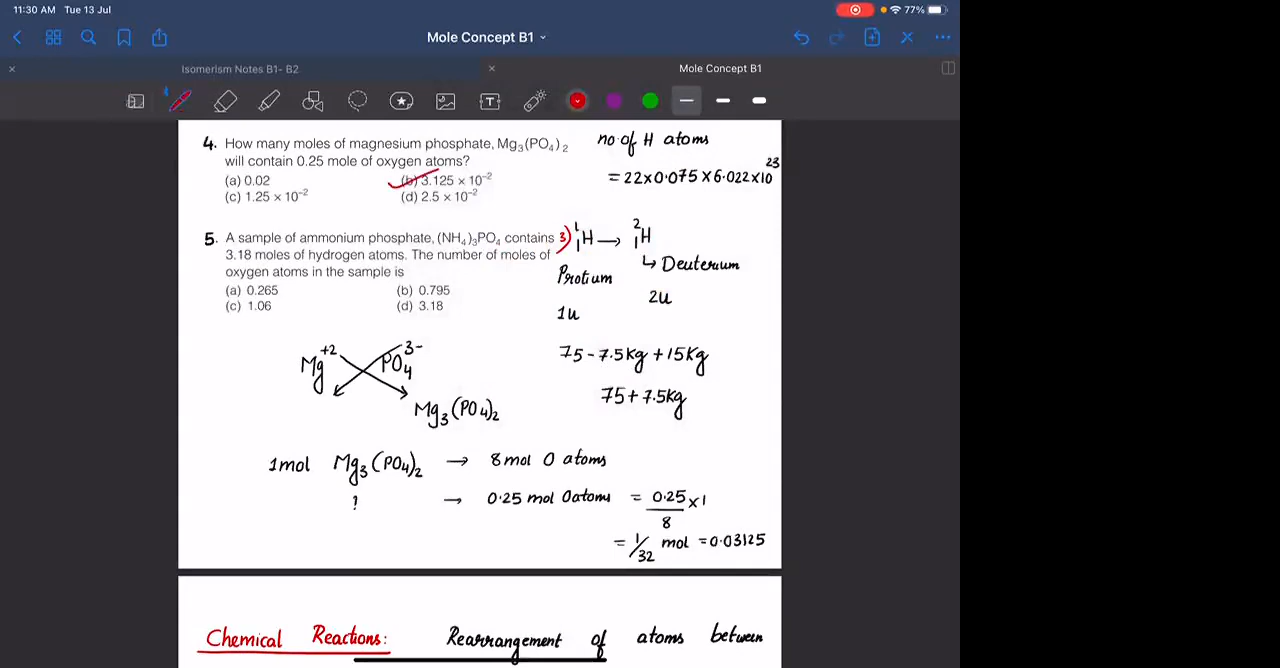 11:30 AM Tue 13 Jul
77%
Mole Concept B1
Isomerism Notes B1- B2
Mole Concept B1
4. How many moles of magnesium phosphate, Mg₃(PO₄)₂
will contain 0.25 mole of oxygen atoms?
(a) 0.02 (b) 3.125 × 10⁻²
(c) 1.25 × 10⁻² (d) 2.5 × 10⁻²
5. A sample of ammonium phosphate, (NH₄)₃PO₄ contains
3.18 moles of hydrogen atoms. The number of moles of
oxygen atoms in the sample is
(a) 0.265 (b) 0.795
(c) 1.06 (d) 3.18
no. of H atoms
= 22×0.075×6.022×10²³
3) ¹₁H → ²₁H
↳ Deuterium
Protium
2u
1u
75 - 7.5kg + 15kg
75 + 7.5kg
Mg⁺² PO₄³⁻
Mg₃(PO₄)₂
1mol Mg₃(PO₄)₂ → 8 mol O atoms
? → 0.25 mol O atoms = 0.25/8 × 1
= 1/32 mol = 0.03125
Chemical Reactions: Rearrangement of atoms between